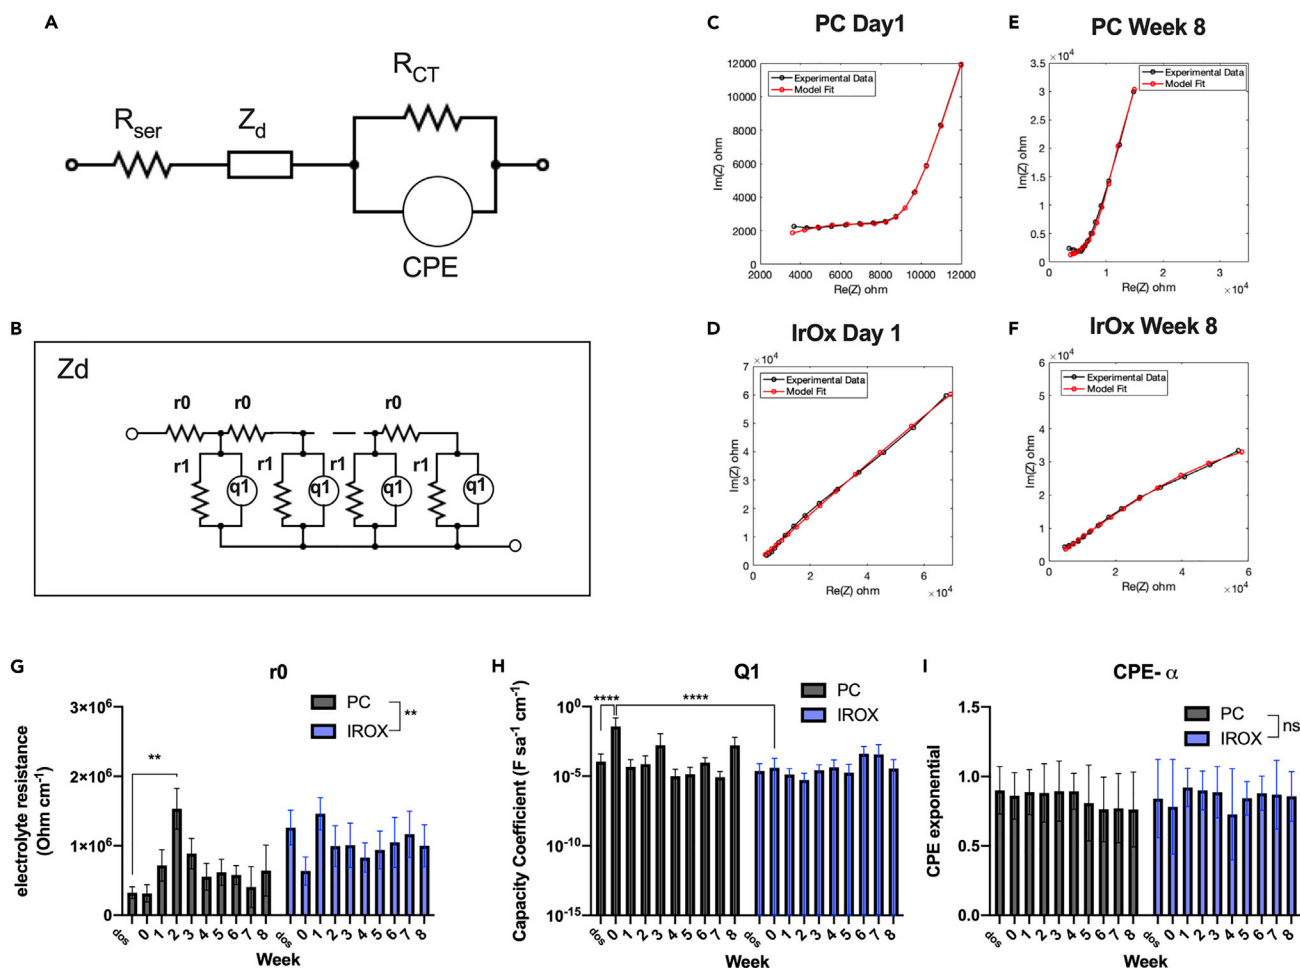 A
R_ser
Z_d
R_CT
CPE
B
Zd
r0
r0
r0
r1
q1
r1
q1
r1
q1
r1
q1
C
PC Day1
12000
10000
8000
6000
4000
2000
0
Im(Z) ohm
Experimental Data
Model Fit
2000 4000 6000 8000 10000 12000
Re(Z) ohm
E
PC Week 8
×10^4
3.5
3
2.5
2
1.5
1
0.5
0
Im(Z) ohm
Experimental Data
Model Fit
0 1 2 3
Re(Z) ohm
×10^4
D
IrOx Day 1
×10^4
7
6
5
4
3
2
1
0
Im(Z) ohm
Experimental Data
Model Fit
0 2 4 6
Re(Z) ohm
×10^4
F
IrOx Week 8
×10^4
6
5
4
3
2
1
0
Im(Z) ohm
Experimental Data
Model Fit
0 2 4 6
Re(Z) ohm
×10^4
G
r0
PC
IROX
**
**
3×10^6
2×10^6
1×10^6
0
electrolyte resistance
(Ohm cm^-1)
dos 0 1 2 3 4 5 6 7 8 dos 0 1 2 3 4 5 6 7 8
Week
H
Q1
PC
IROX
**** ****
10^0
10^-5
10^-10
10^-15
Capacity Coefficient (F sa^-1 cm^-1)
dos 0 1 2 3 4 5 6 7 8 dos 0 1 2 3 4 5 6 7 8
Week
I
CPE- α
PC
IROX
ns
1.5
1.0
0.5
0.0
CPE exponential
dos 0 1 2 3 4 5 6 7 8 dos 0 1 2 3 4 5 6 7 8
Week